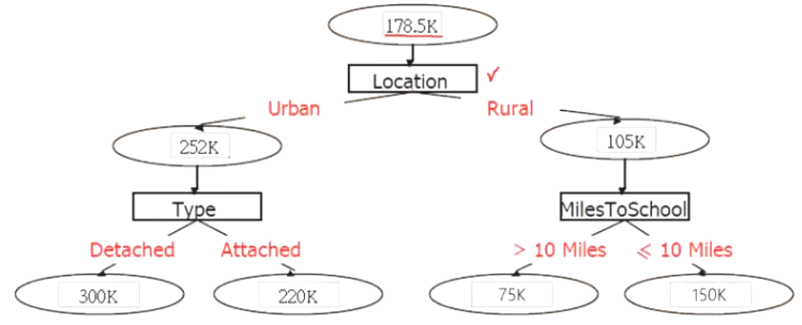 178.5K
Location ✓
Urban Rural
252K 105K
Type MilesToSchool
Detached Attached > 10 Miles ⩽ 10 Miles
300K 220K 75K 150K